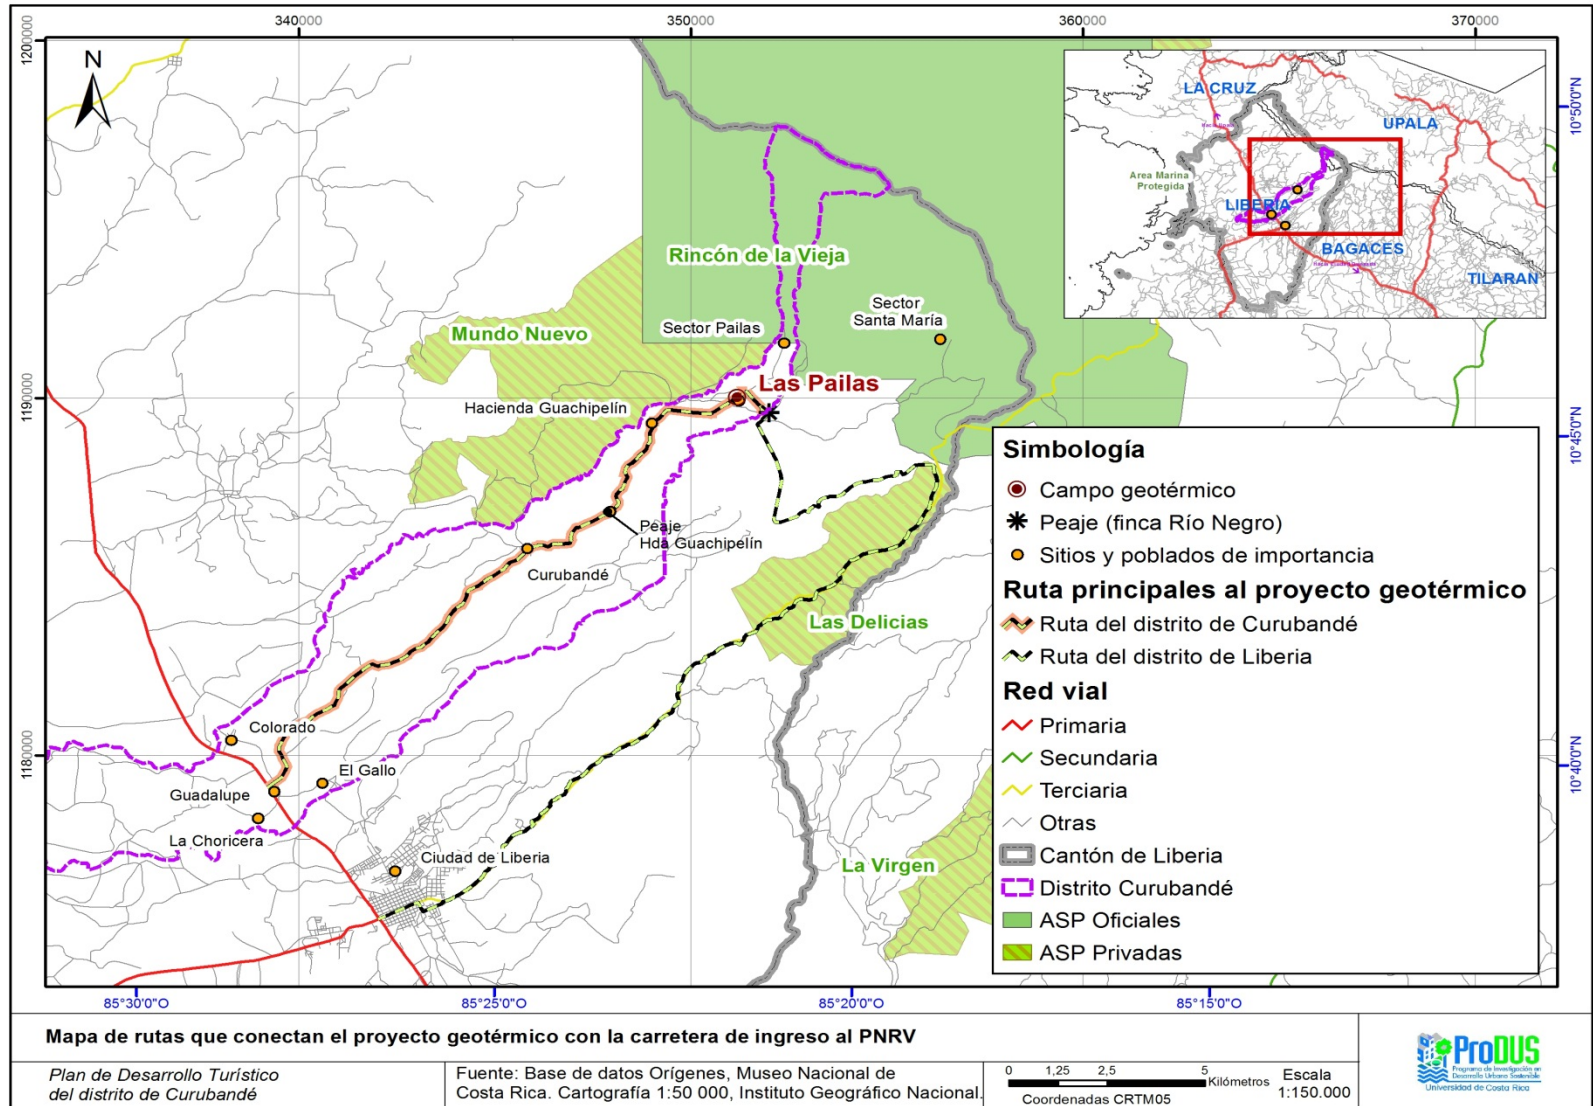 340000
350000
360000
370000
1200000
1190000
1180000
10°50'0"N
10°45'0"N
10°40'0"N
N
LA CRUZ
UPALA
Area Marina
Protegida
LIBERIA
BAGACES
TILARAN
Rincón de la Vieja
Mundo Nuevo
Sector Pailas
Sector
Santa María
Las Pailas
Hacienda Guachipelín
Peaje
Hda Guachipelín
Curubandé
Las Delicias
Colorado
El Gallo
Guadalupe
La Choricera
Ciudad de Liberia
La Virgen
Simbología
Campo geotérmico
Peaje (finca Río Negro)
Sitios y poblados de importancia
Ruta principales al proyecto geotérmico
Ruta del distrito de Curubandé
Ruta del distrito de Liberia
Red vial
Primaria
Secundaria
Terciaria
Otras
Cantón de Liberia
Distrito Curubandé
ASP Oficiales
ASP Privadas
85°30'0"O
85°25'0"O
85°20'0"O
85°15'0"O
Mapa de rutas que conectan el proyecto geotérmico con la carretera de ingreso al PNRV
Plan de Desarrollo Turístico
del distrito de Curubandé
Fuente: Base de datos Orígenes, Museo Nacional de
Costa Rica. Cartografía 1:50 000, Instituto Geográfico Nacional.
0 1,25 2,5 5
Kilómetros
Coordenadas CRTM05
Escala
1:150.000
ProDUS
Programa de Investigación en
Desarrollo Urbano Sostenible
Universidad de Costa Rica